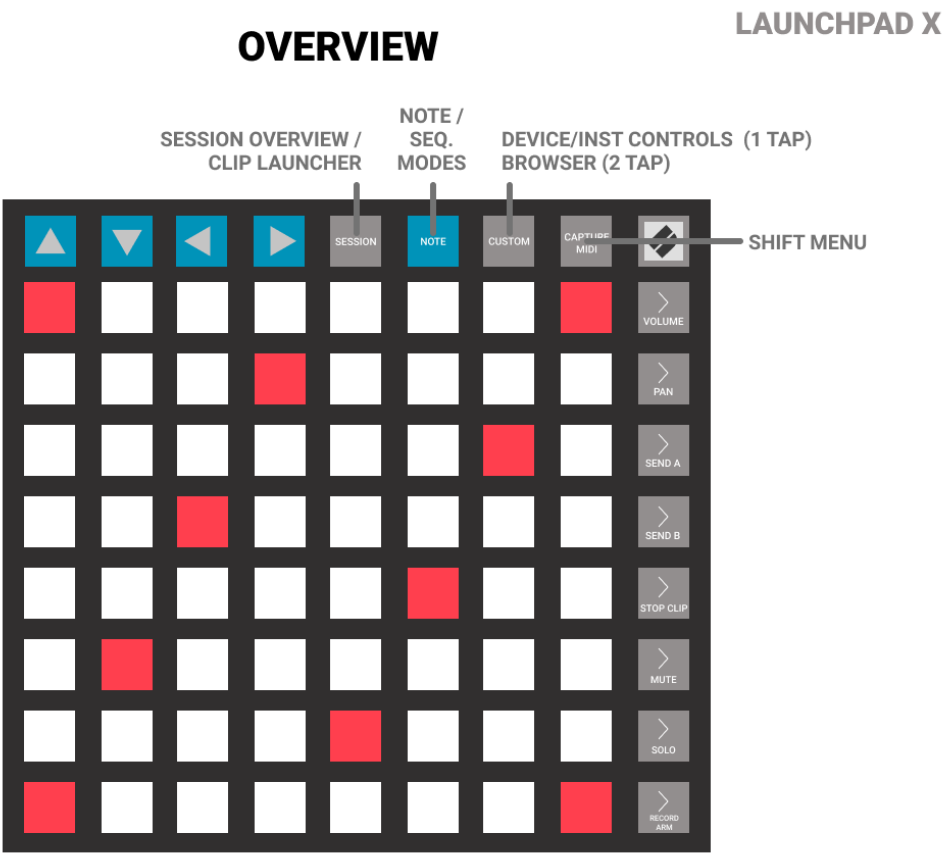 LAUNCHPAD X
OVERVIEW
SESSION OVERVIEW /
CLIP LAUNCHER
NOTE /
SEQ.
MODES
DEVICE/INST CONTROLS (1 TAP)
BROWSER (2 TAP)
SESSION
NOTE
CUSTOM
CAPTURE
MIDI
SHIFT MENU
VOLUME
PAN
SEND A
SEND B
STOP CLIP
MUTE
SOLO
RECORD
ARM